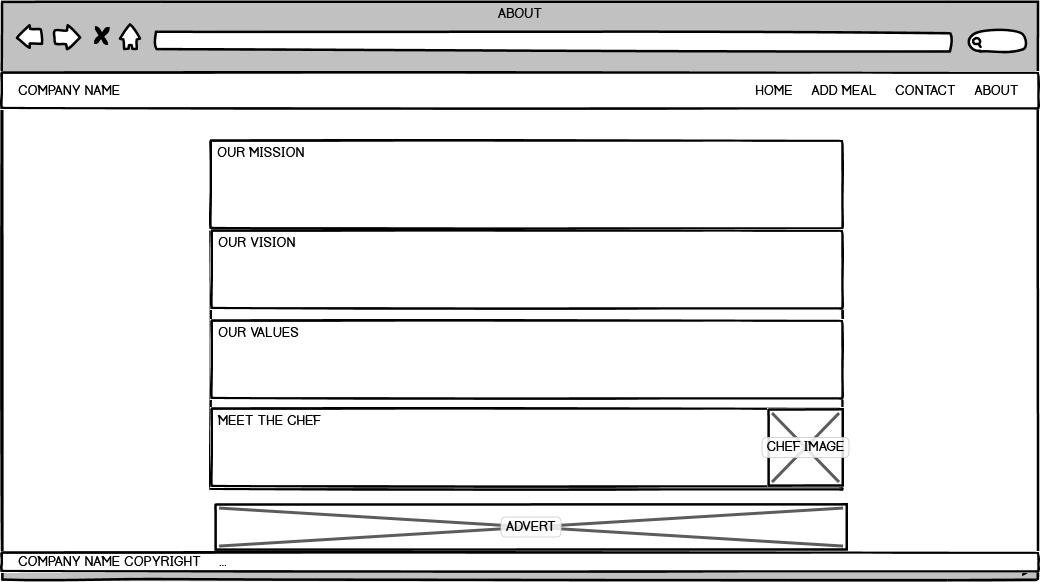 ABOUT
COMPANY NAME HOME ADD MEAL CONTACT ABOUT
OUR MISSION
OUR VISION
OUR VALUES
MEET THE CHEF
CHEF IMAGE
ADVERT
COMPANY NAME COPYRIGHT ...